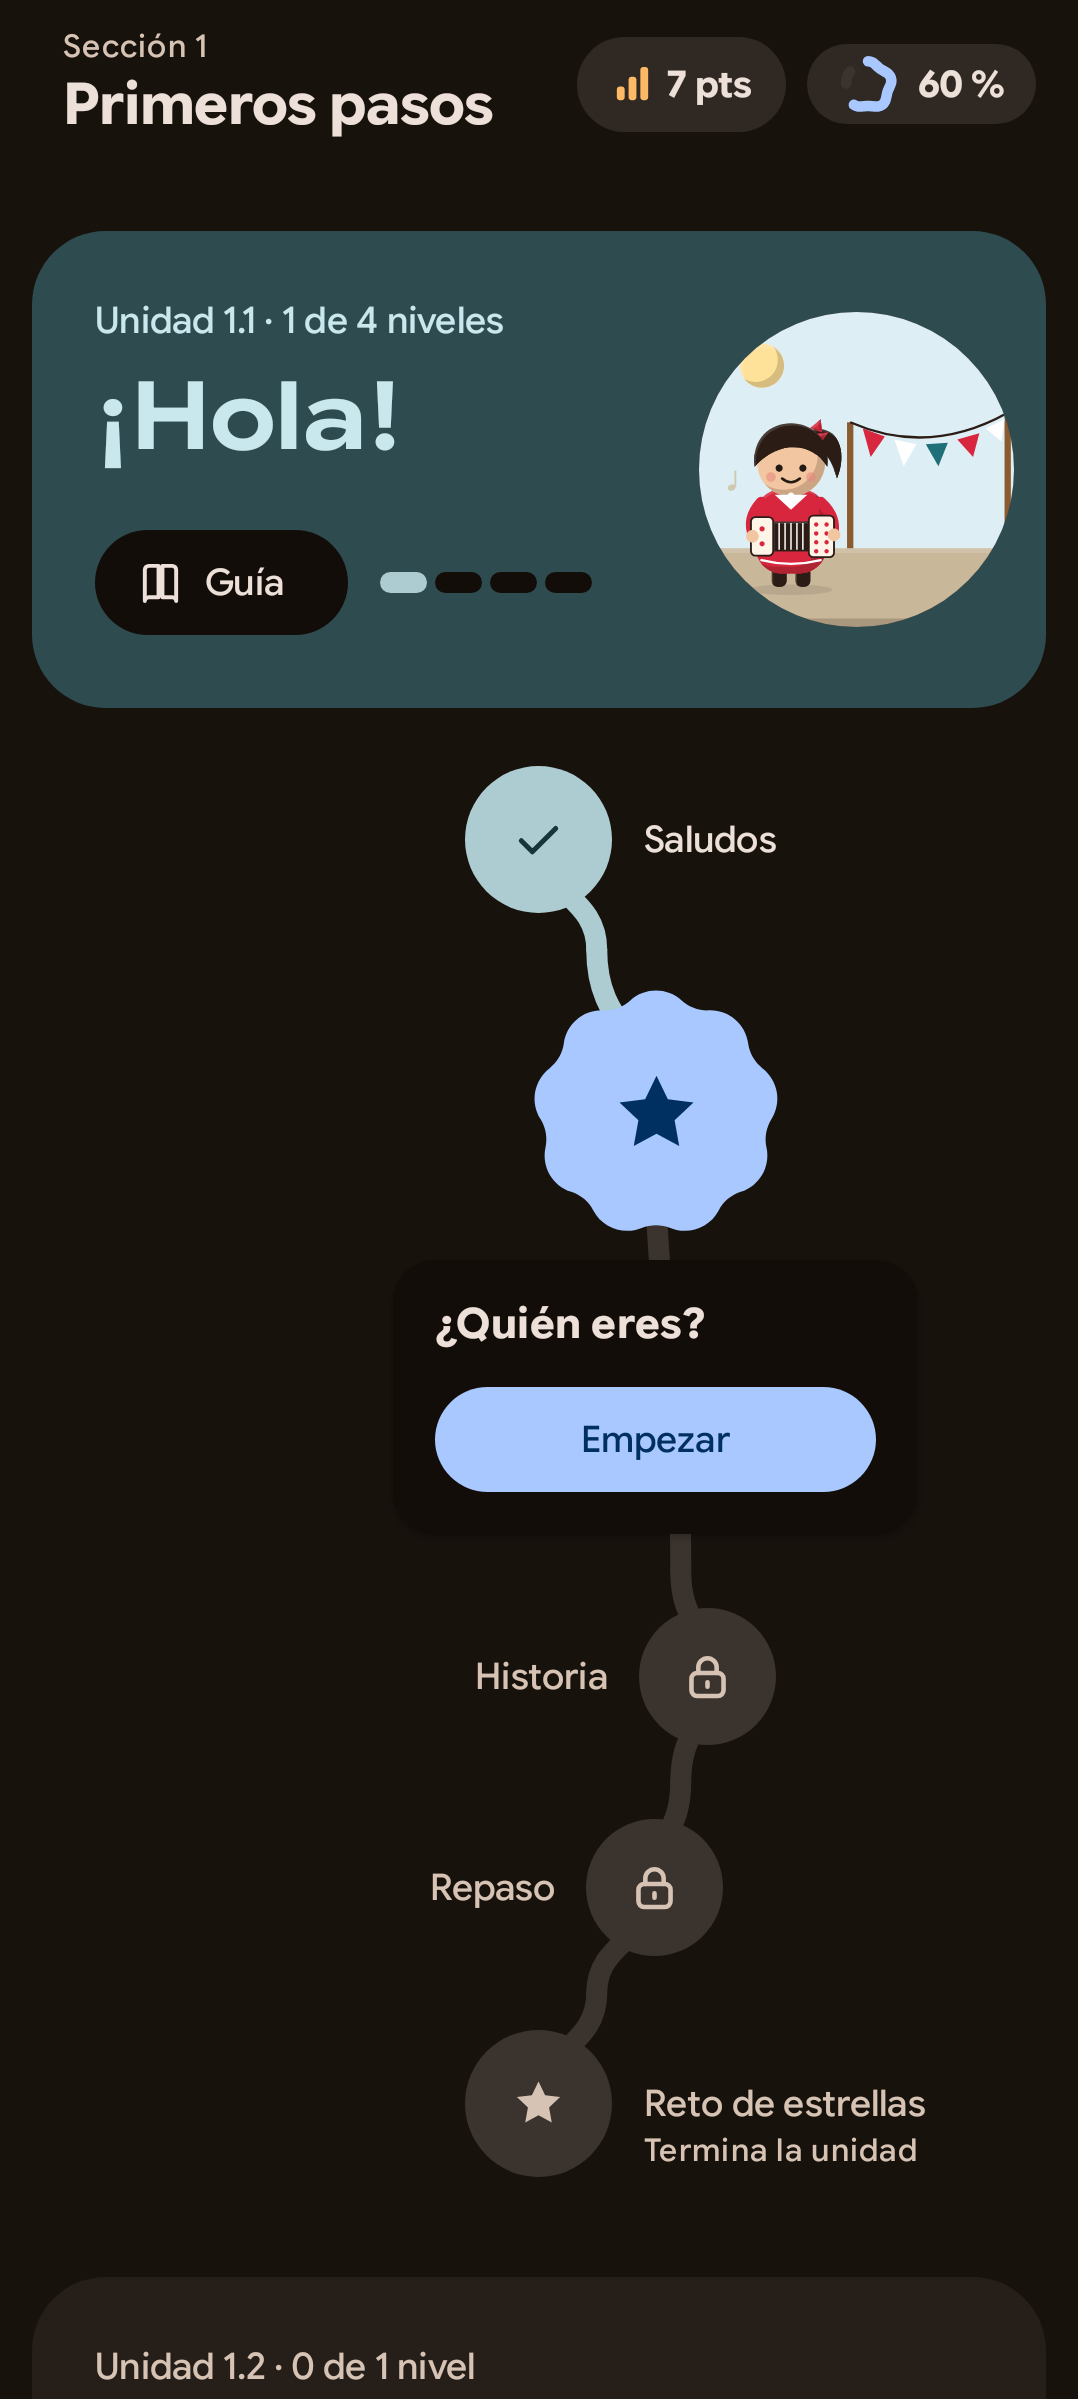 Sección 1
Primeros pasos
7 pts
60 %
Unidad 1.1 · 1 de 4 niveles
¡Hola!
Guía
Saludos
¿Quién eres?
Empezar
Historia
Repaso
Reto de estrellas
Termina la unidad
Unidad 1.2 · 0 de 1 nivel